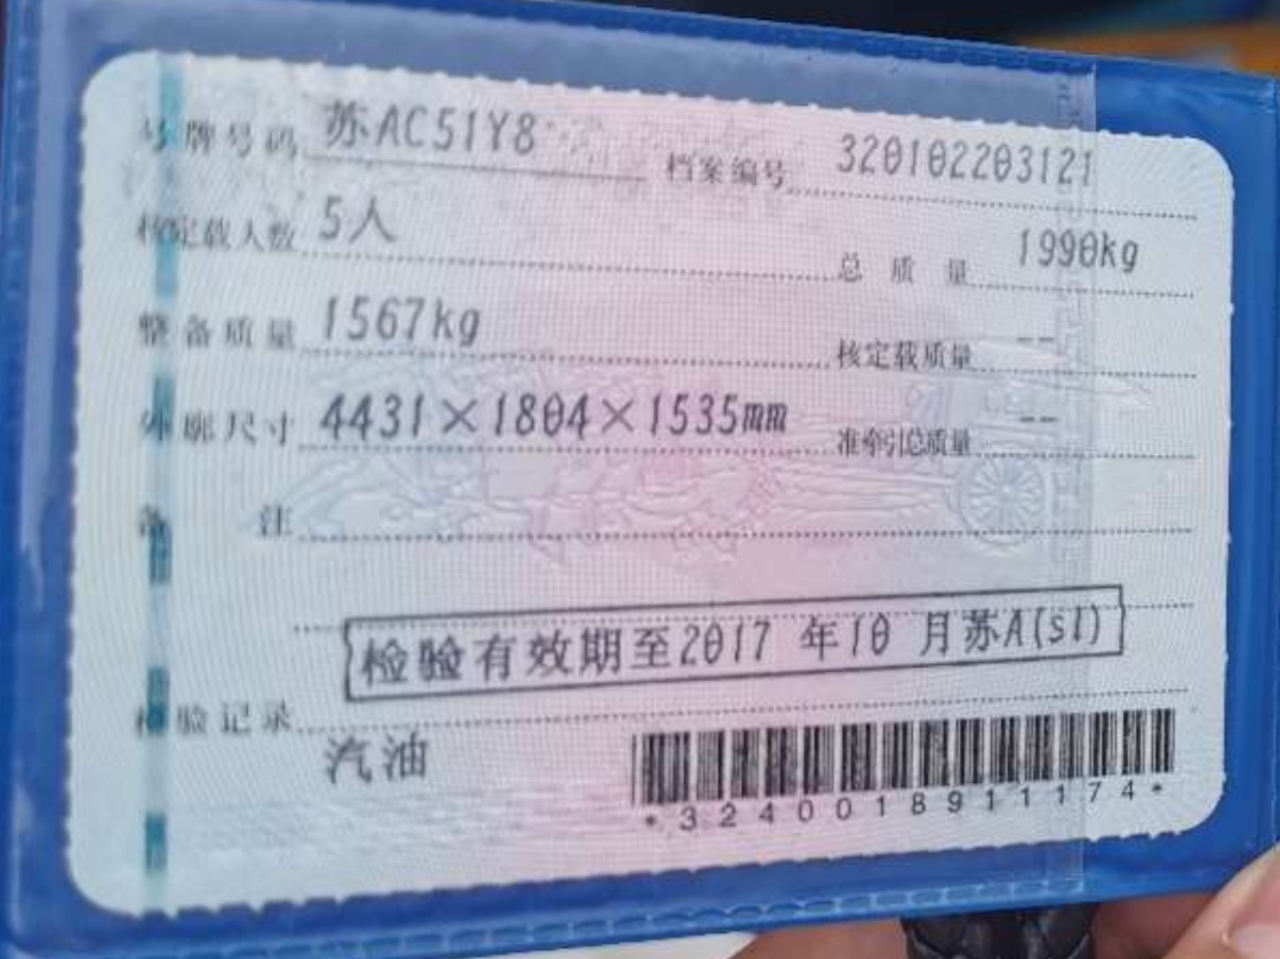 号牌号码 苏AC51Y8 档案编号 320102203121
核定载人数 5人 总质量 1990kg
整备质量 1567kg 核定载质量 --
外廓尺寸 4431×1804×1535mm 准牵引总质量 --
备注
检验有效期至2017 年10 月苏A(sl)
检验记录
汽油
*3240018911174*